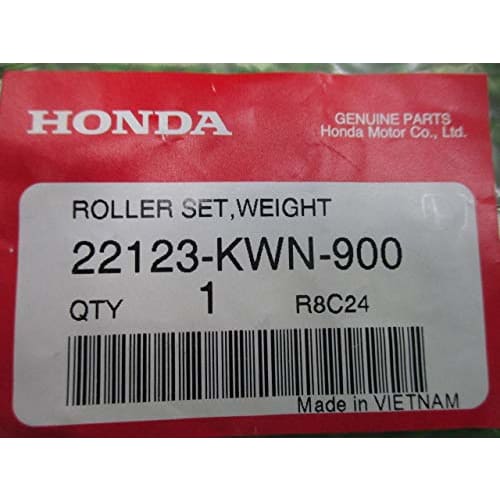 HONDA
GENUINE PARTS
Honda Motor Co., Ltd.
ROLLER SET,WEIGHT
22123-KWN-900
QTY 1 R8C24
Made in VIETNAM